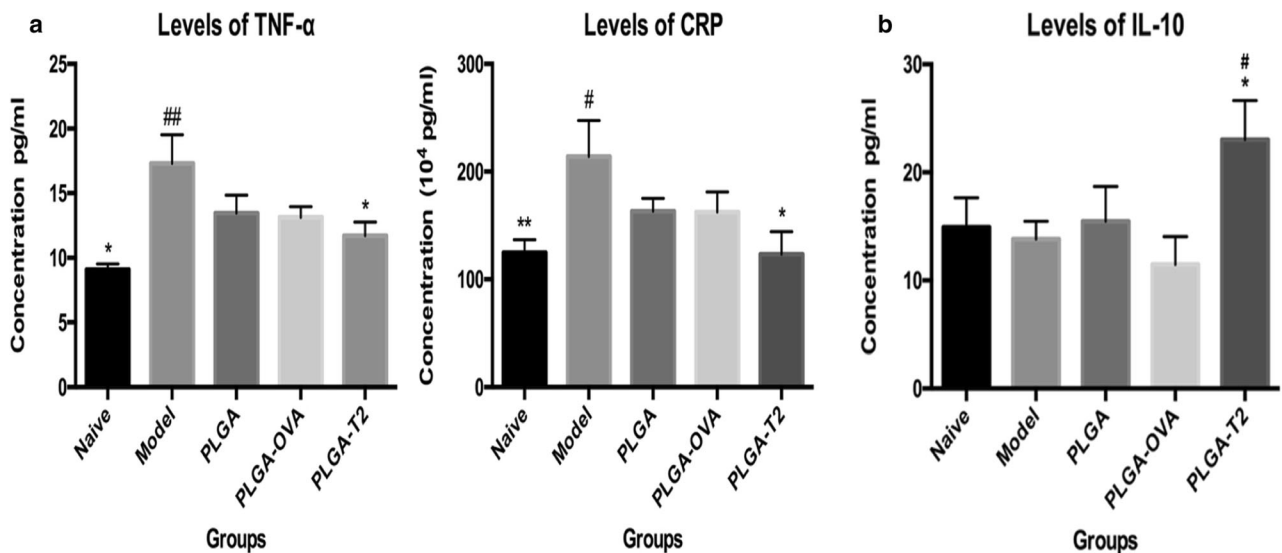 a
Levels of TNF-α
Concentration pg/ml
25
20
15
10
5
0
*
##
*
Naive
Model
PLGA
PLGA-OVA
PLGA-T2
Groups
Levels of CRP
Concentration (10⁴ pg/ml)
300
200
100
0
**
#
*
Naive
Model
PLGA
PLGA-OVA
PLGA-T2
Groups
b
Levels of IL-10
Concentration pg/ml
30
20
10
0
#
*
Naive
Model
PLGA
PLGA-OVA
PLGA-T2
Groups